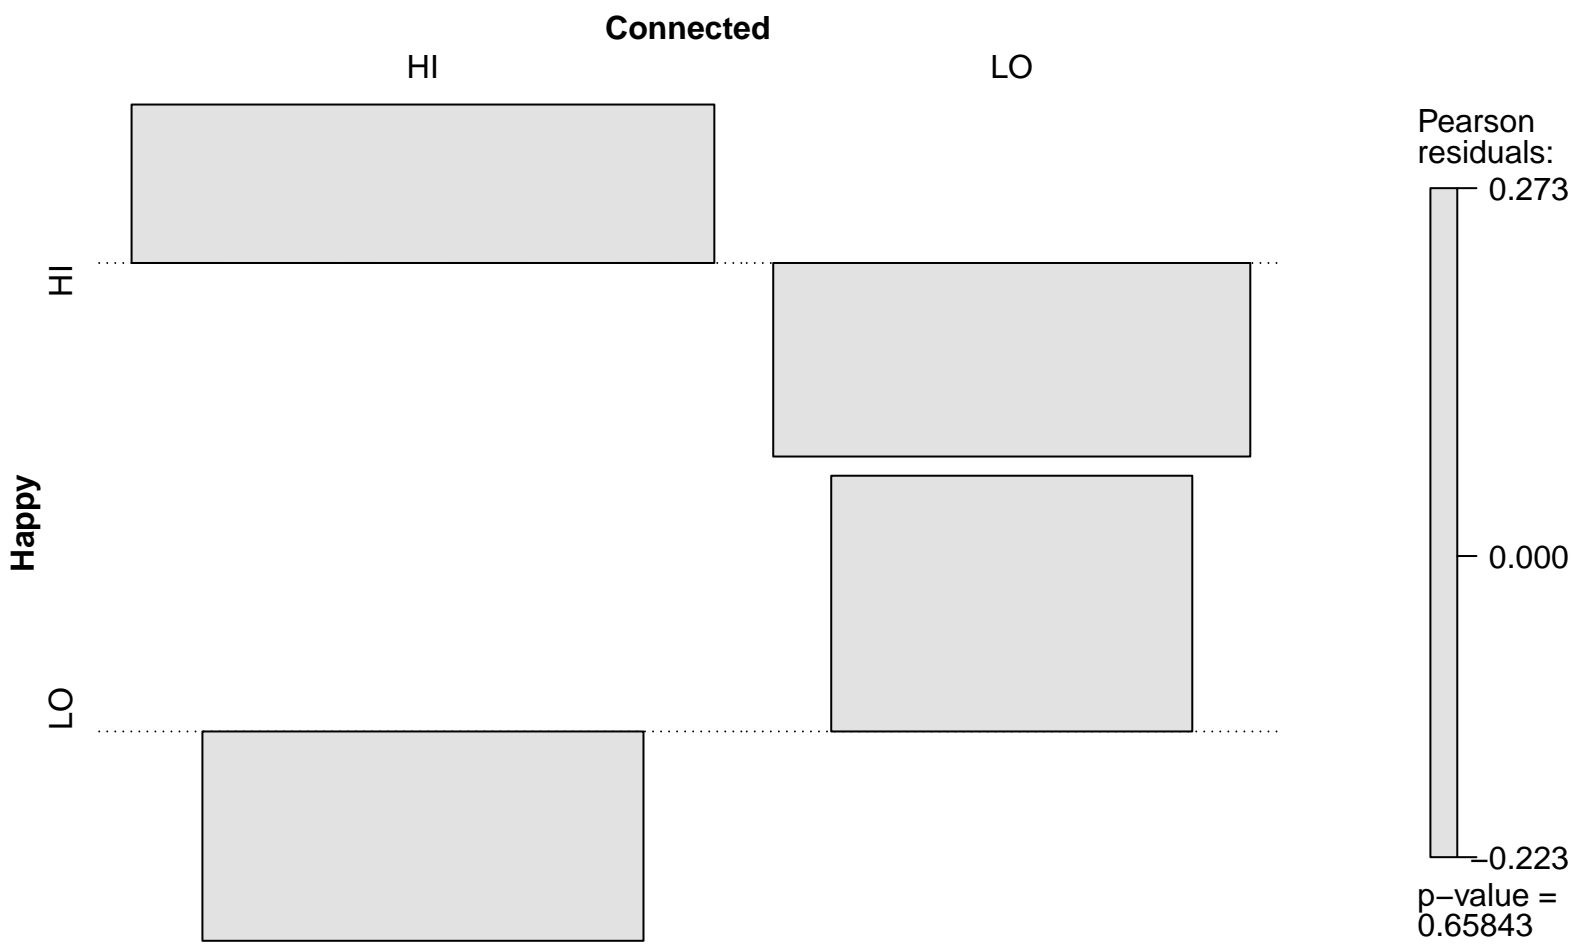 Connected
HI
LO
HI
Happy
LO
Pearson
residuals:
0.273
0.000
−0.223
p−value =
0.65843